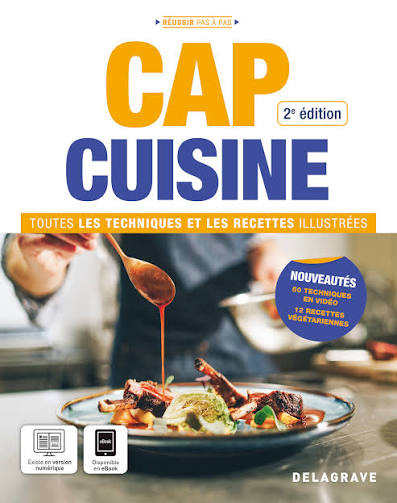 RÉUSSIR PAS À PAS
CAP
2e édition
CUISINE
TOUTES LES TECHNIQUES ET LES RECETTES ILLUSTRÉES
NOUVEAUTÉS
50 TECHNIQUES
EN VIDÉO
12 RECETTES
VÉGÉTARIENNES
Existe en version
numérique
eBook
Disponible
en eBook
DELAGRAVE